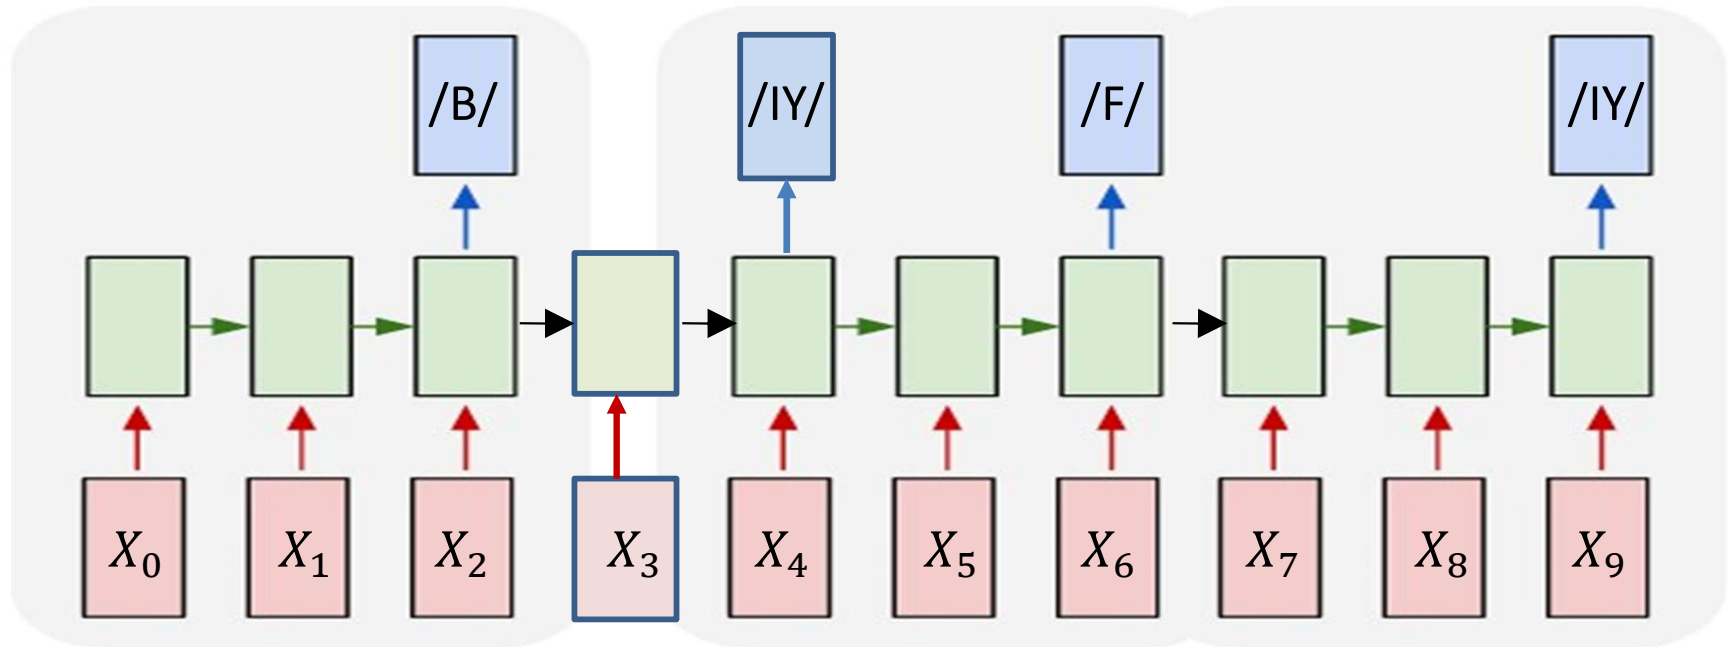 /B/ /IY/ /F/ /IY/
X₀ X₁ X₂ X₃ X₄ X₅ X₆ X₇ X₈ X₉